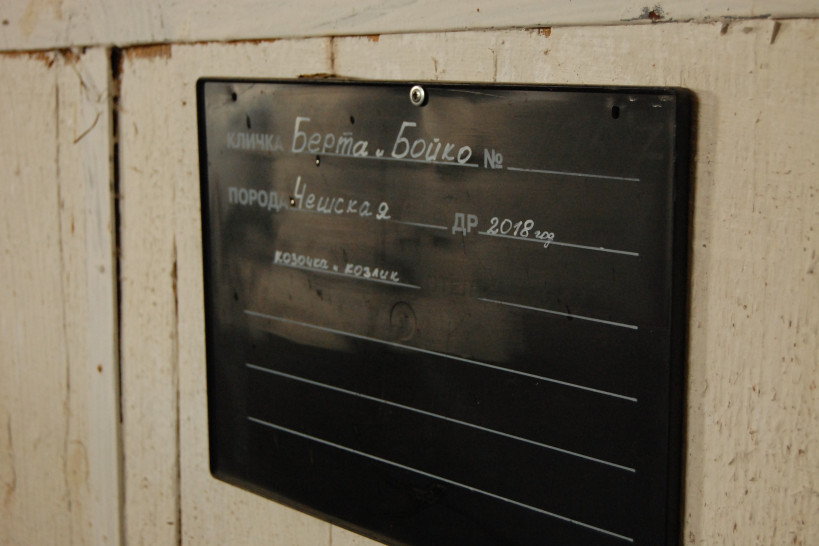 КЛИЧКА Берта и Бойко №
ПОРОДА Чешская ДР 2018 год
козочка и козлик